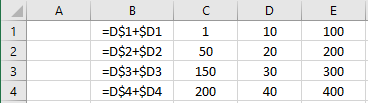 A B C D E
1 =D$1+$D1 1 10 100
2 =D$2+$D2 50 20 200
3 =D$3+$D3 150 30 300
4 =D$4+$D4 200 40 400